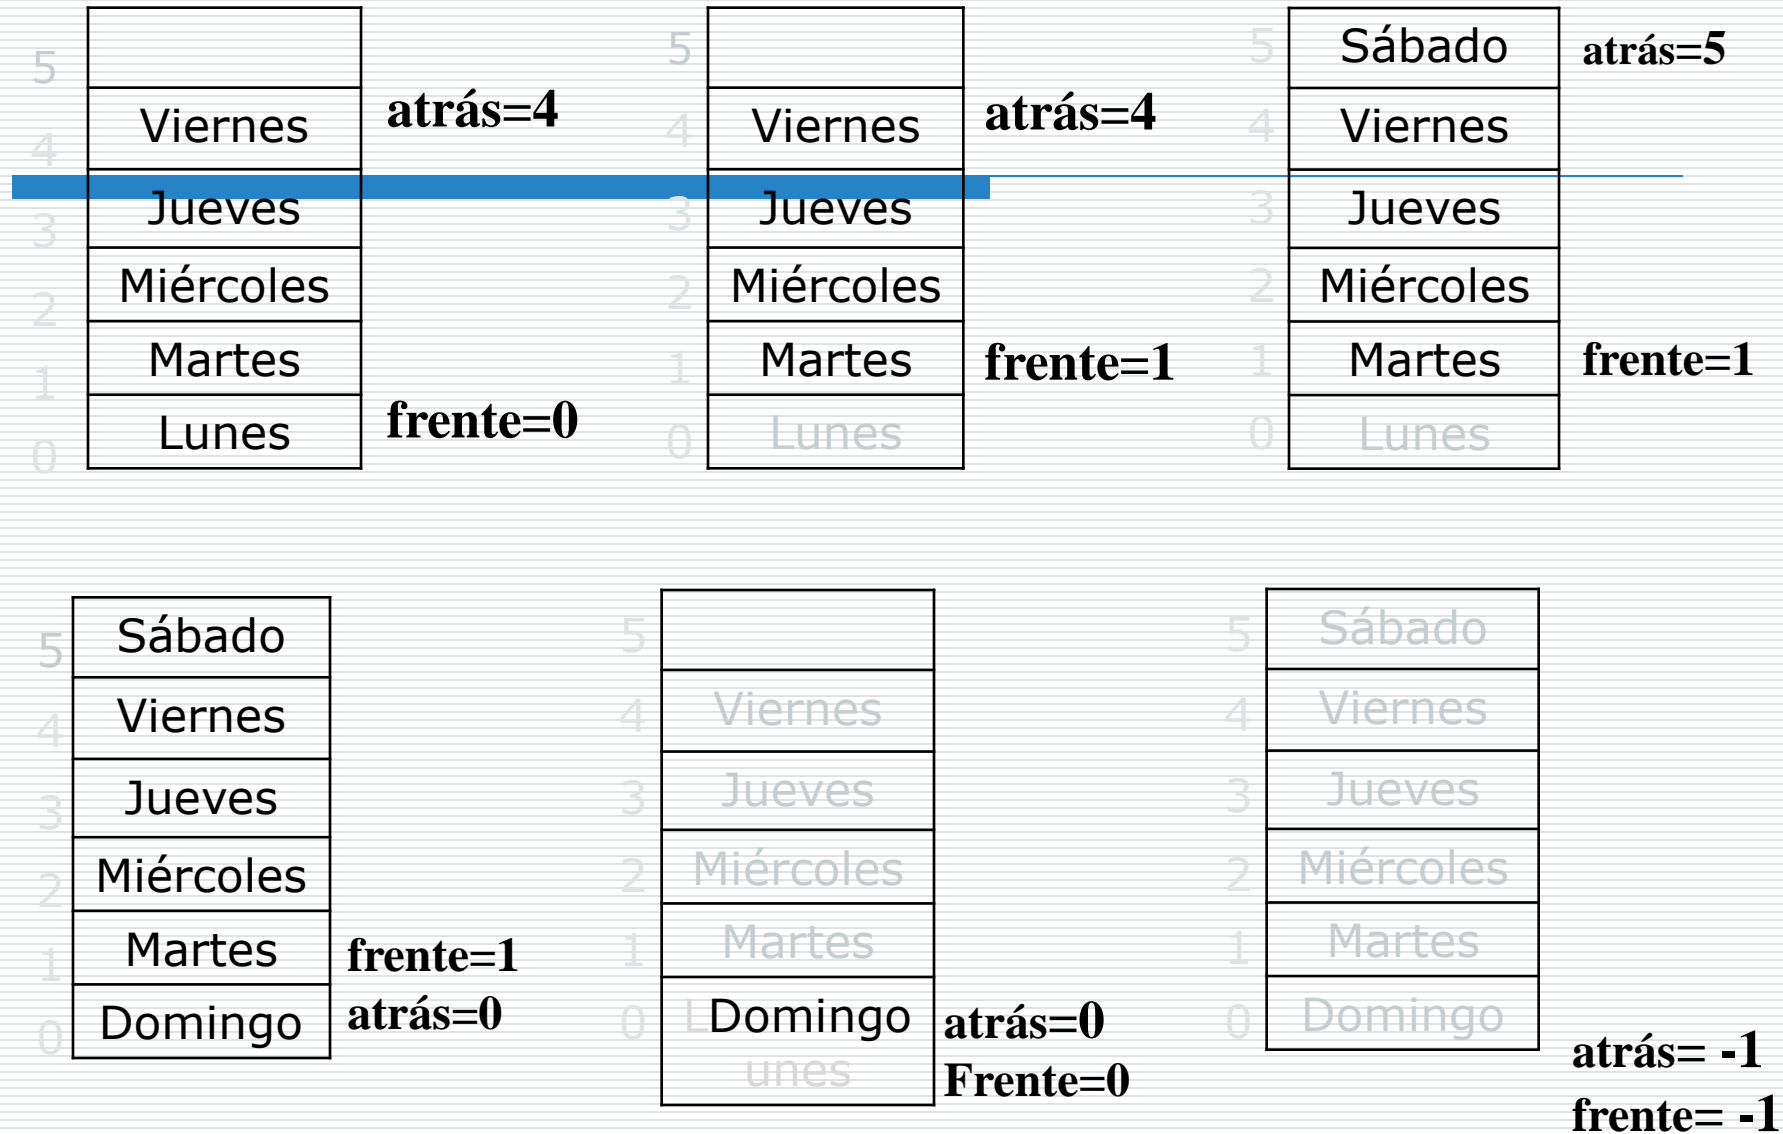 5
atrás=4
4 Viernes
3 Jueves
2 Miércoles
1 Martes
0 Lunes
frente=0
5
atrás=4
4 Viernes
3 Jueves
2 Miércoles
1 Martes frente=1
0 Lunes
5 Sábado atrás=5
4 Viernes
3 Jueves
2 Miércoles
1 Martes frente=1
0 Lunes
5 Sábado
4 Viernes
3 Jueves
2 Miércoles
1 Martes frente=1
0 Domingo atrás=0
5
4 Viernes
3 Jueves
2 Miércoles
1 Martes
0 LDomingo atrás=0
unes Frente=0
5 Sábado
4 Viernes
3 Jueves
2 Miércoles
1 Martes
0 Domingo
atrás= -1
frente= -1